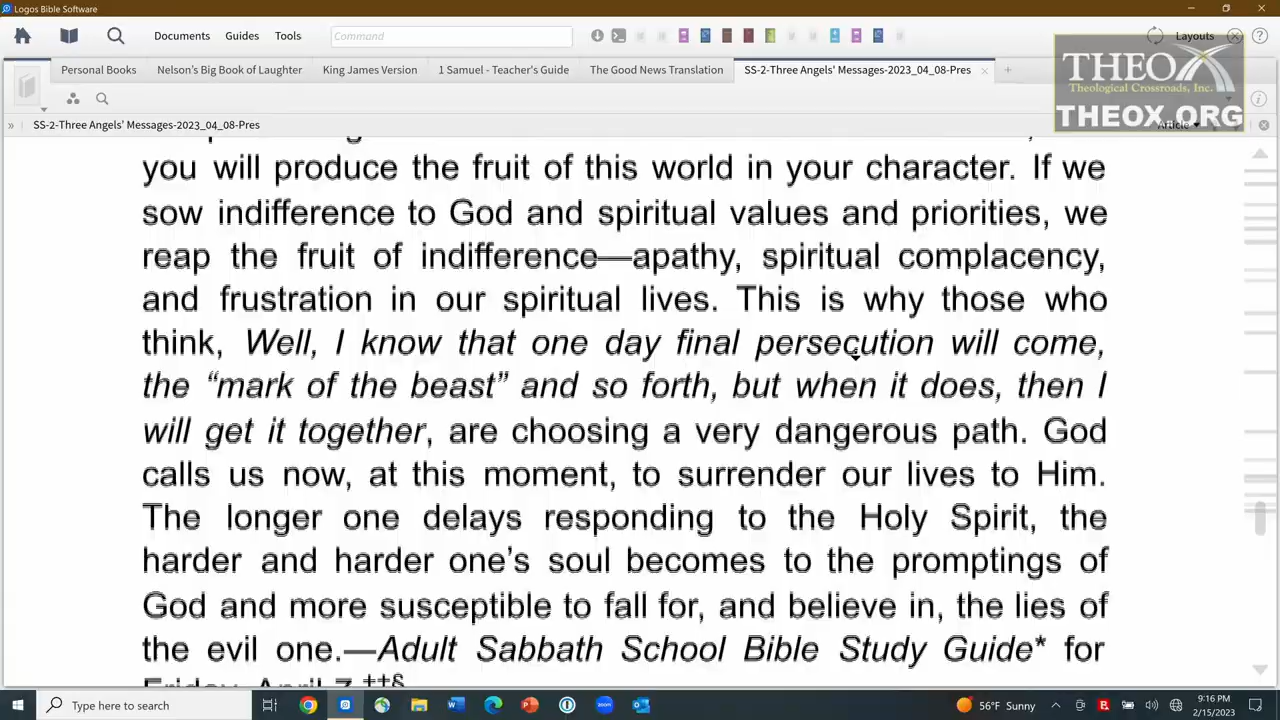 Logos Bible Software
Documents Guides Tools Command Layouts
Personal Books Nelson's Big Book of Laughter King James Versi 1 Samuel - Teacher's Guide The Good News Translation SS-2-Three Angels' Messages-2023_04_08-Pres
THEOX
Theological Crossroads, Inc.
THEOX.ORG
SS-2-Three Angels' Messages-2023_04_08-Pres Article
you will produce the fruit of this world in your character. If we
sow indifference to God and spiritual values and priorities, we
reap the fruit of indifference—apathy, spiritual complacency,
and frustration in our spiritual lives. This is why those who
think, Well, I know that one day final persecution will come,
the “mark of the beast” and so forth, but when it does, then I
will get it together, are choosing a very dangerous path. God
calls us now, at this moment, to surrender our lives to Him.
The longer one delays responding to the Holy Spirit, the
harder and harder one’s soul becomes to the promptings of
God and more susceptible to fall for, and believe in, the lies of
the evil one.—Adult Sabbath School Bible Study Guide* for
Friday, April 7.††§
Type here to search 56°F Sunny 9:16 PM
2/15/2023